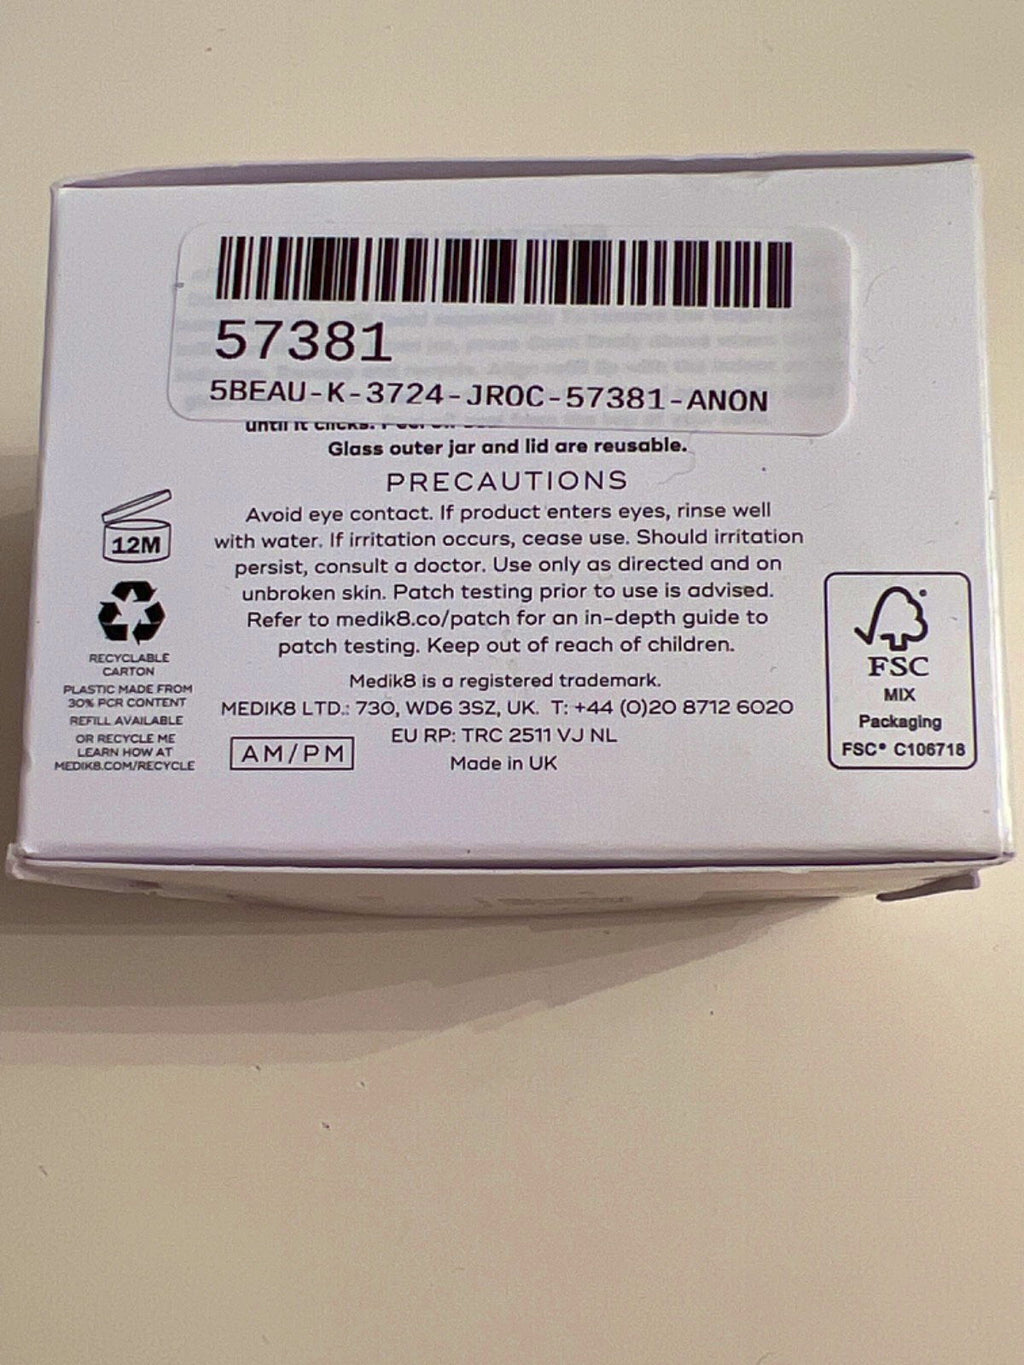 57381
5BEAU-K-3724-JROC-57381-ANON
until it clicks.
Glass outer jar and lid are reusable.
PRECAUTIONS
Avoid eye contact. If product enters eyes, rinse well
with water. If irritation occurs, cease use. Should irritation
persist, consult a doctor. Use only as directed and on
unbroken skin. Patch testing prior to use is advised.
Refer to medik8.co/patch for an in-depth guide to
patch testing. Keep out of reach of children.
Medik8 is a registered trademark.
MEDIK8 LTD.: 730, WD6 3SZ, UK. T: +44 (0)20 8712 6020
EU RP: TRC 2511 VJ NL
Made in UK
AM/PM
12M
RECYCLABLE
CARTON
PLASTIC MADE FROM
30% PCR CONTENT
REFILL AVAILABLE
OR RECYCLE ME
LEARN HOW AT
MEDIK8.COM/RECYCLE
FSC
MIX
Packaging
FSC® C106718